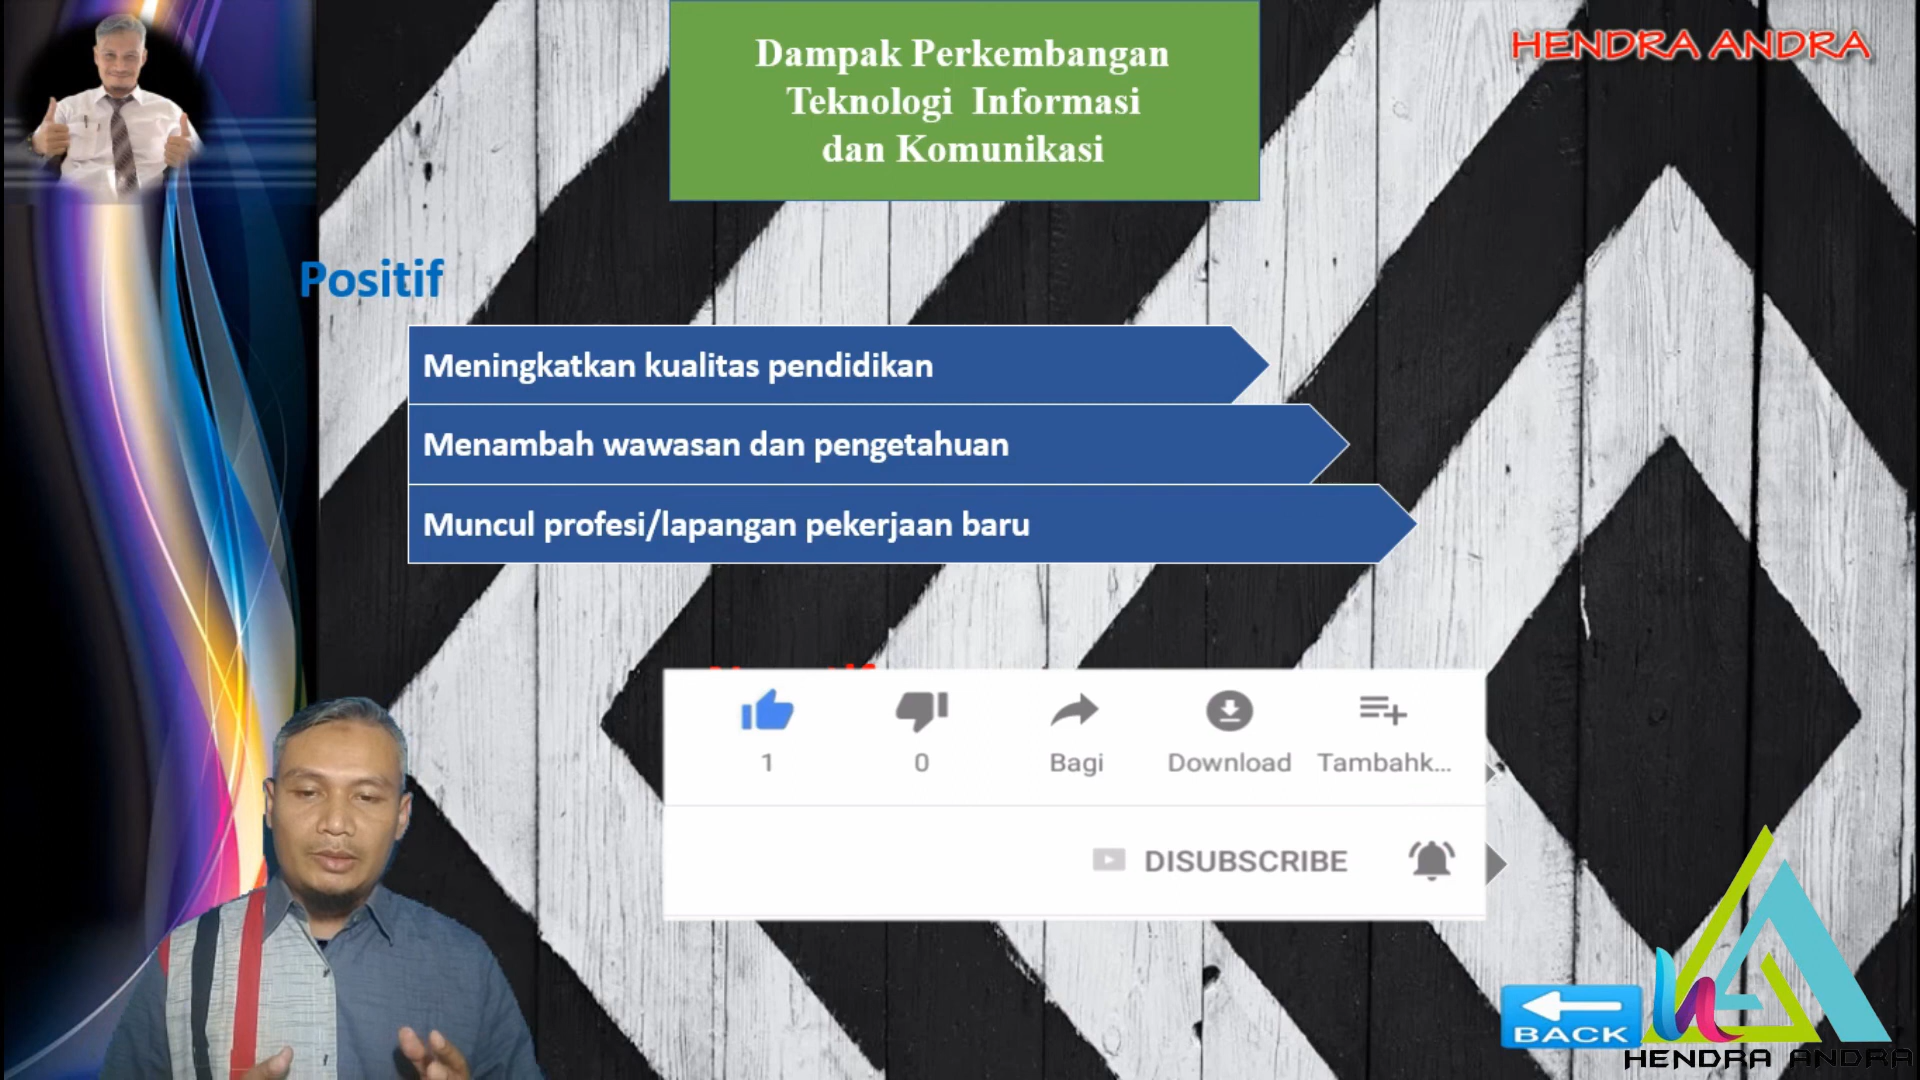 Dampak Perkembangan
Teknologi Informasi
dan Komunikasi
HENDRA ANDRA
Positif
Meningkatkan kualitas pendidikan
Menambah wawasan dan pengetahuan
Muncul profesi/lapangan pekerjaan baru
1
0
Bagi
Download
Tambahk...
DISUBSCRIBE
BACK
HENDRA ANDRA